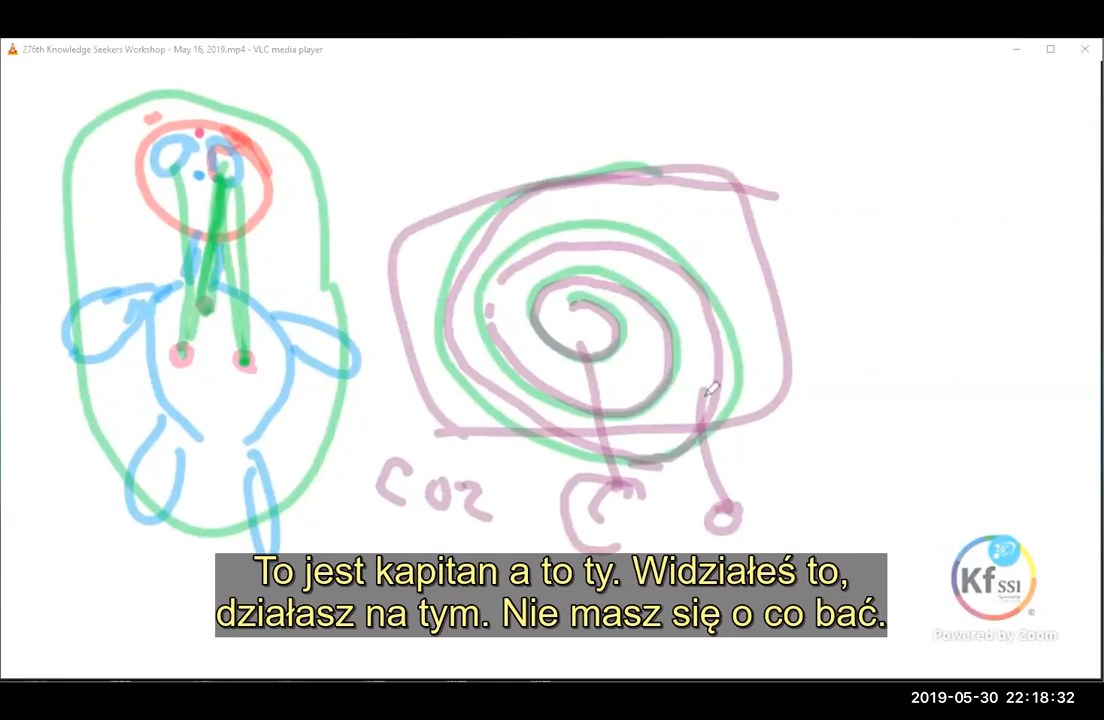 276th Knowledge Seekers Workshop - May 16, 2019.mp4 - VLC media player
CO2
C
To jest kapitan a to ty. Widziałeś to,
działasz na tym. Nie masz się o co bać.
Kf SSI
©
Powered by Zoom
2019-05-30 22:18:32